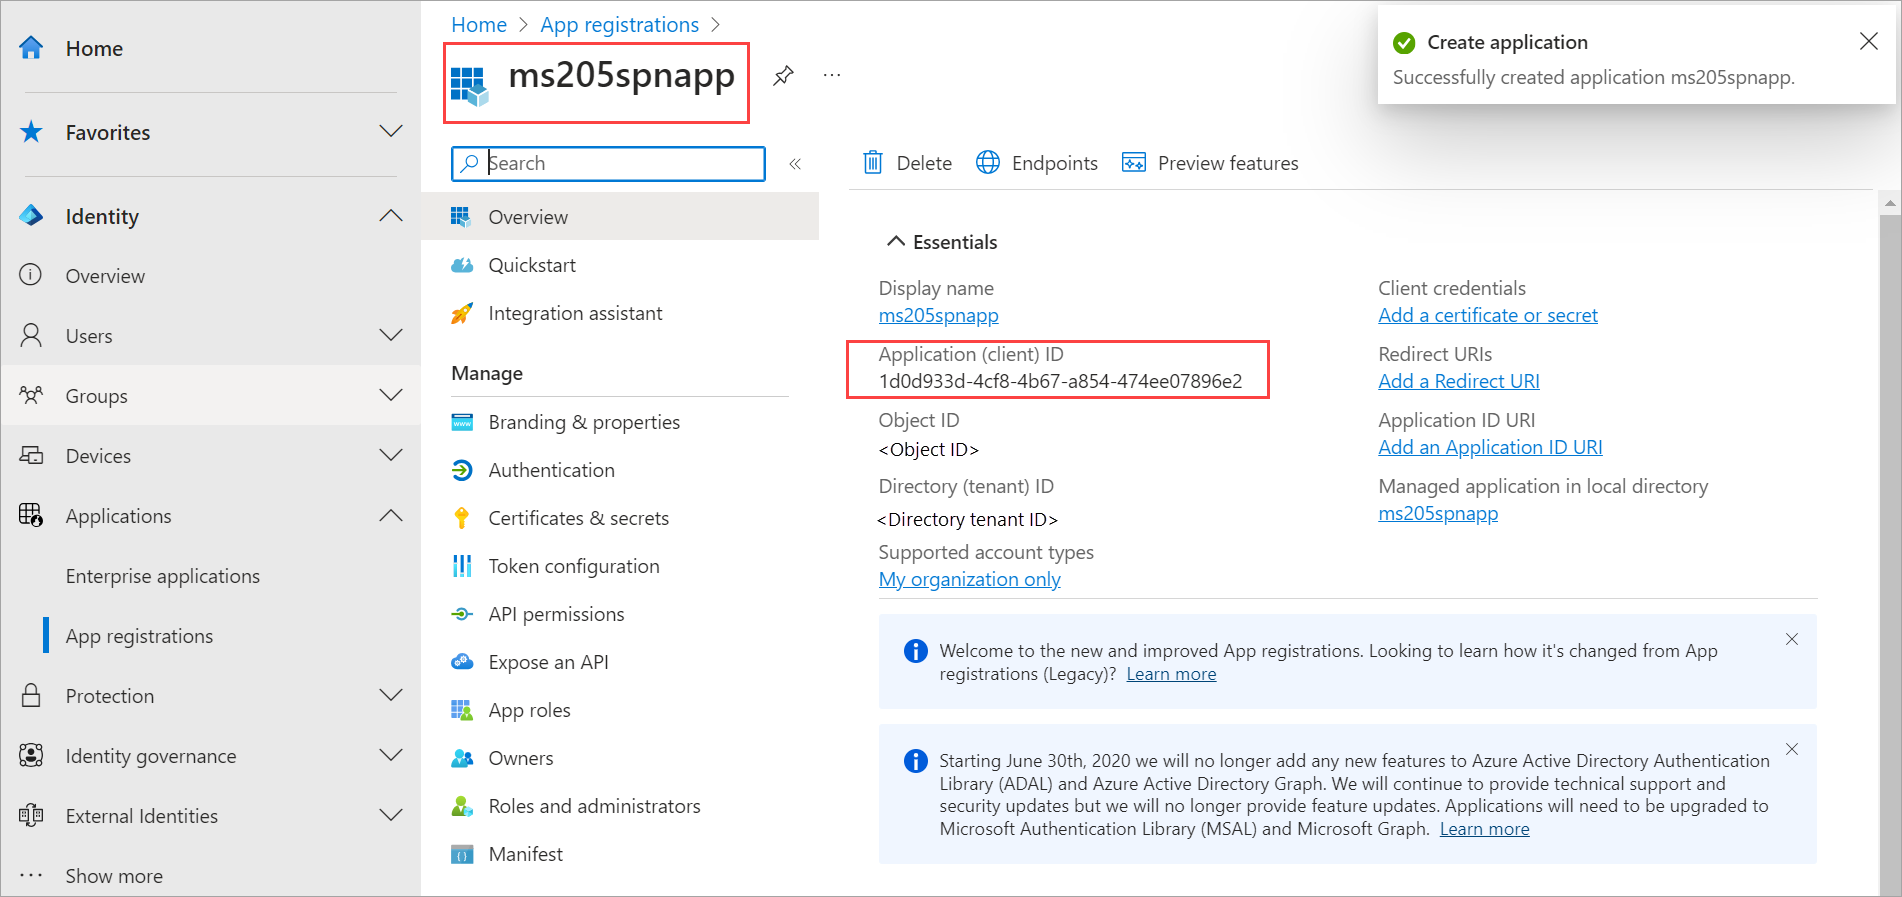 Home
Favorites
Identity
Overview
Users
Groups
Devices
Applications
Enterprise applications
App registrations
Protection
Identity governance
External Identities
Show more
Home
App registrations
ms205spnapp
Search
Overview
Quickstart
Integration assistant
Manage
Branding & properties
Authentication
Certificates & secrets
Token configuration
API permissions
Expose an API
App roles
Owners
Roles and administrators
Manifest
Create application
Successfully created application ms205spnapp.
Delete
Endpoints
Preview features
Essentials
Display name
ms205spnapp
Application (client) ID
1d0d933d-4cf8-4b67-a854-474ee07896e2
Object ID
<Object ID>
Directory (tenant) ID
<Directory tenant ID>
Supported account types
My organization only
Client credentials
Add a certificate or secret
Redirect URIs
Add a Redirect URI
Application ID URI
Add an Application ID URI
Managed application in local directory
ms205spnapp
Welcome to the new and improved App registrations. Looking to learn how it's changed from App
registrations (Legacy)? Learn more
Starting June 30th, 2020 we will no longer add any new features to Azure Active Directory Authentication
Library (ADAL) and Azure Active Directory Graph. We will continue to provide technical support and
security updates but we will no longer provide feature updates. Applications will need to be upgraded to
Microsoft Authentication Library (MSAL) and Microsoft Graph. Learn more